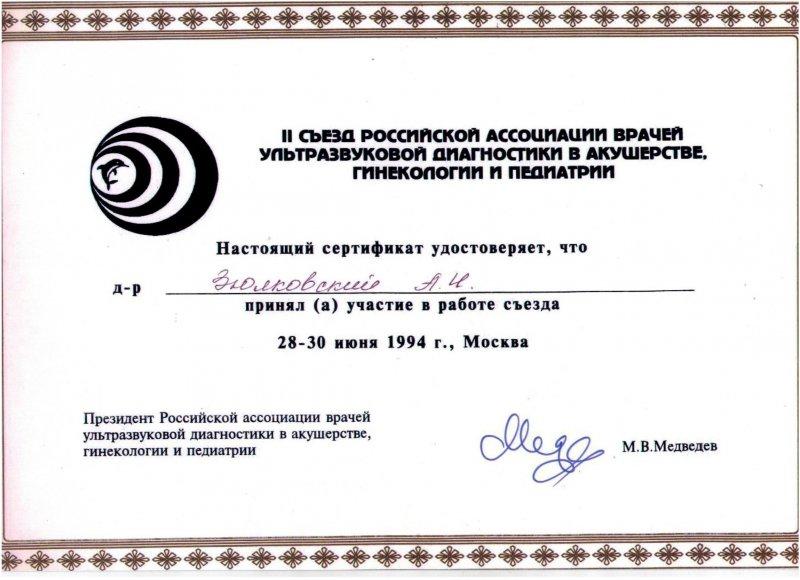 II СЪЕЗД РОССИЙСКОЙ АССОЦИАЦИИ ВРАЧЕЙ
УЛЬТРАЗВУКОВОЙ ДИАГНОСТИКИ В АКУШЕРСТВЕ,
ГИНЕКОЛОГИИ И ПЕДИАТРИИ
Настоящий сертификат удостоверяет, что
д-р Зюлковский А.И.
принял (а) участие в работе съезда
28-30 июня 1994 г., Москва
Президент Российской ассоциации врачей
ультразвуковой диагностики в акушерстве,
гинекологии и педиатрии
М.В.Медведев